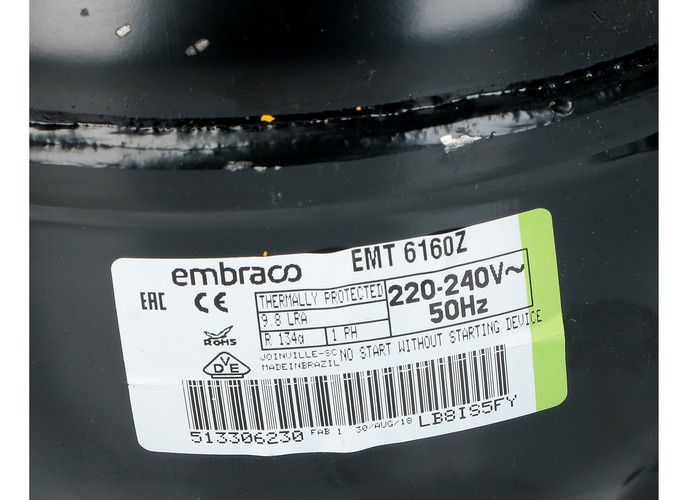 embraco EMT 6160Z
EAC CE THERMALLY PROTECTED 220-240V~
9.8 LRA 50Hz
RoHS R 134a 1 PH
JOINVILLE-SC NO START WITHOUT STARTING DEVICE
DVE MADEINBRAZIL
513306230 FAB 1 30/AUG/18 LB8IS5FY